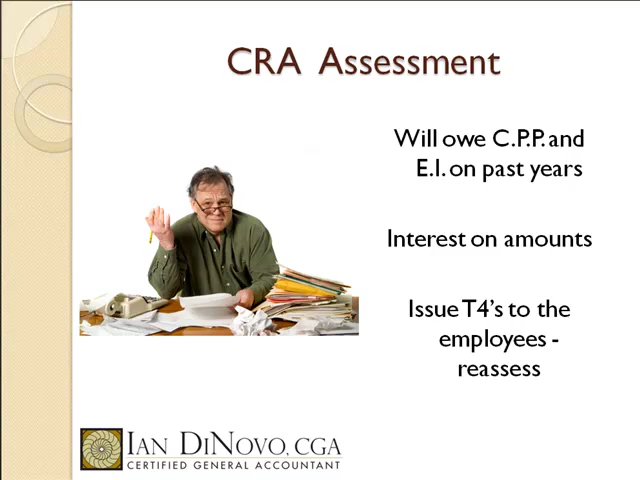 CRA Assessment
Will owe C.P.P. and
E.I. on past years
Interest on amounts
Issue T4's to the
employees -
reassess
IAN DINOVO, CGA
CERTIFIED GENERAL ACCOUNTANT